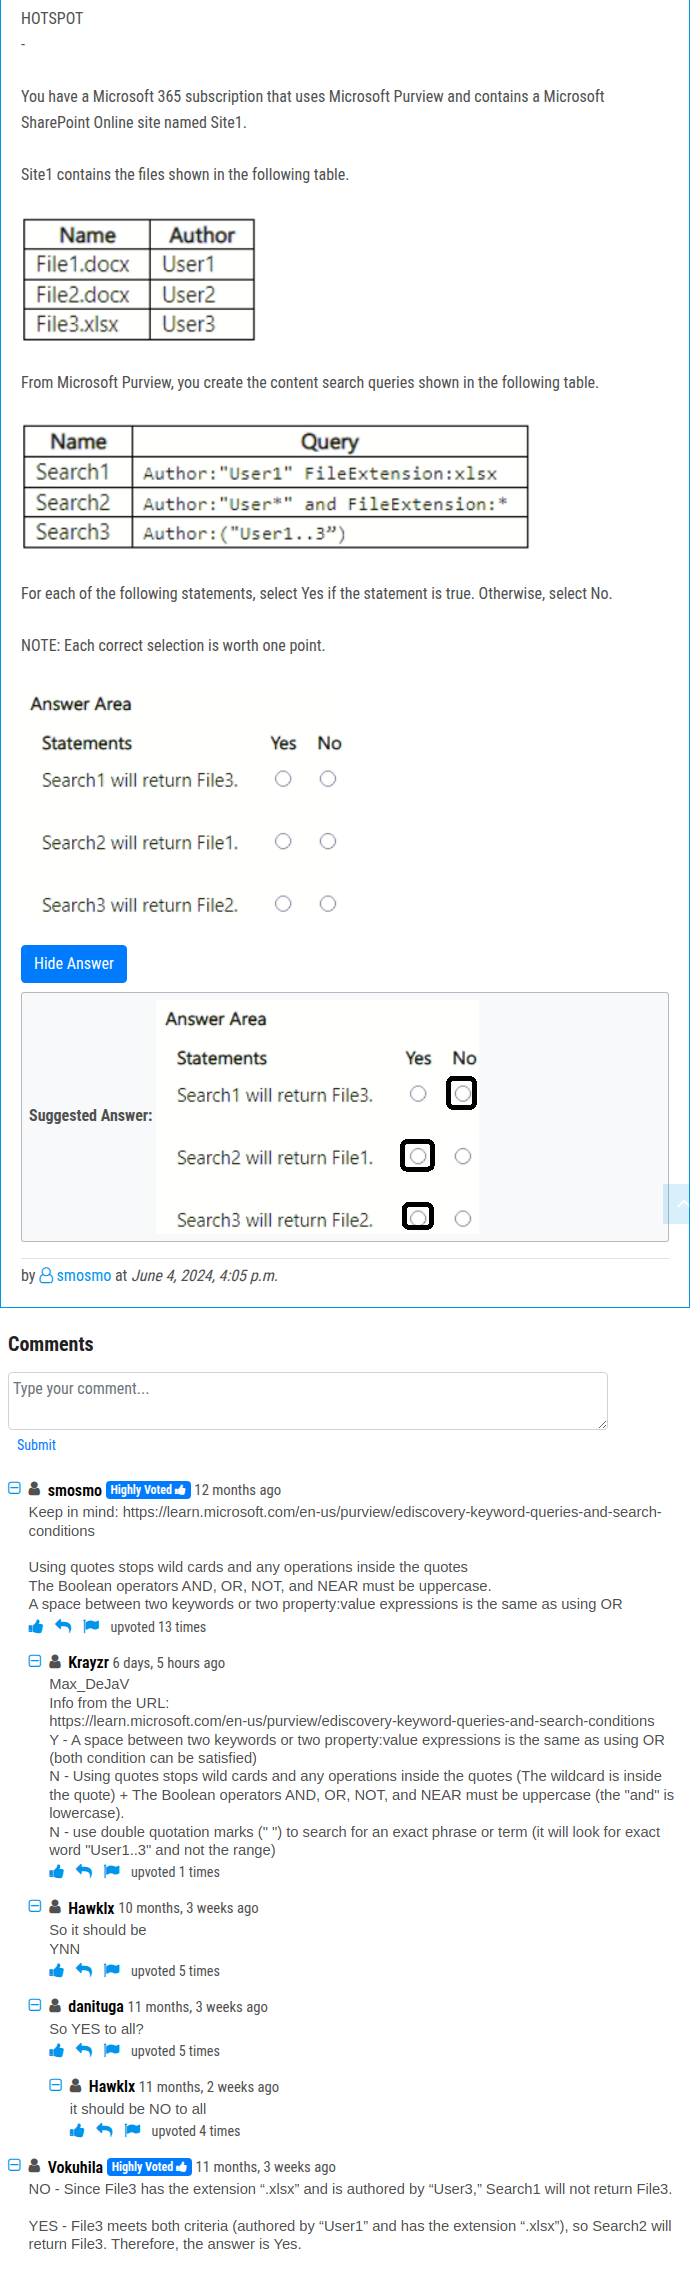 HOTSPOT
-
You have a Microsoft 365 subscription that uses Microsoft Purview and contains a Microsoft
SharePoint Online site named Site1.
Site1 contains the files shown in the following table.
Name Author
File1.docx User1
File2.docx User2
File3.xlsx User3
From Microsoft Purview, you create the content search queries shown in the following table.
Name Query
Search1 Author:"User1" FileExtension:xlsx
Search2 Author:"User*" and FileExtension:*
Search3 Author:("User1..3”)
For each of the following statements, select Yes if the statement is true. Otherwise, select No.
NOTE: Each correct selection is worth one point.
Answer Area
Statements Yes No
Search1 will return File3.
Search2 will return File1.
Search3 will return File2.
Hide Answer
Answer Area
Statements Yes No
Search1 will return File3.
Suggested Answer:
Search2 will return File1.
Search3 will return File2.
by smosmo at June 4, 2024, 4:05 p.m.
Comments
Type your comment...
Submit
smosmo Highly Voted 12 months ago
Keep in mind: https://learn.microsoft.com/en-us/purview/ediscovery-keyword-queries-and-search-
conditions
Using quotes stops wild cards and any operations inside the quotes
The Boolean operators AND, OR, NOT, and NEAR must be uppercase.
A space between two keywords or two property:value expressions is the same as using OR
upvoted 13 times
Krayzr 6 days, 5 hours ago
Max_DeJaV
Info from the URL:
https://learn.microsoft.com/en-us/purview/ediscovery-keyword-queries-and-search-conditions
Y - A space between two keywords or two property:value expressions is the same as using OR
(both condition can be satisfied)
N - Using quotes stops wild cards and any operations inside the quotes (The wildcard is inside
the quote) + The Boolean operators AND, OR, NOT, and NEAR must be uppercase (the "and" is
lowercase).
N - use double quotation marks (" ") to search for an exact phrase or term (it will look for exact
word "User1..3" and not the range)
upvoted 1 times
Hawklx 10 months, 3 weeks ago
So it should be
YNN
upvoted 5 times
danituga 11 months, 3 weeks ago
So YES to all?
upvoted 5 times
Hawklx 11 months, 2 weeks ago
it should be NO to all
upvoted 4 times
Vokuhila Highly Voted 11 months, 3 weeks ago
NO - Since File3 has the extension “.xlsx” and is authored by “User3,” Search1 will not return File3.
YES - File3 meets both criteria (authored by “User1” and has the extension “.xlsx”), so Search2 will
return File3. Therefore, the answer is Yes.